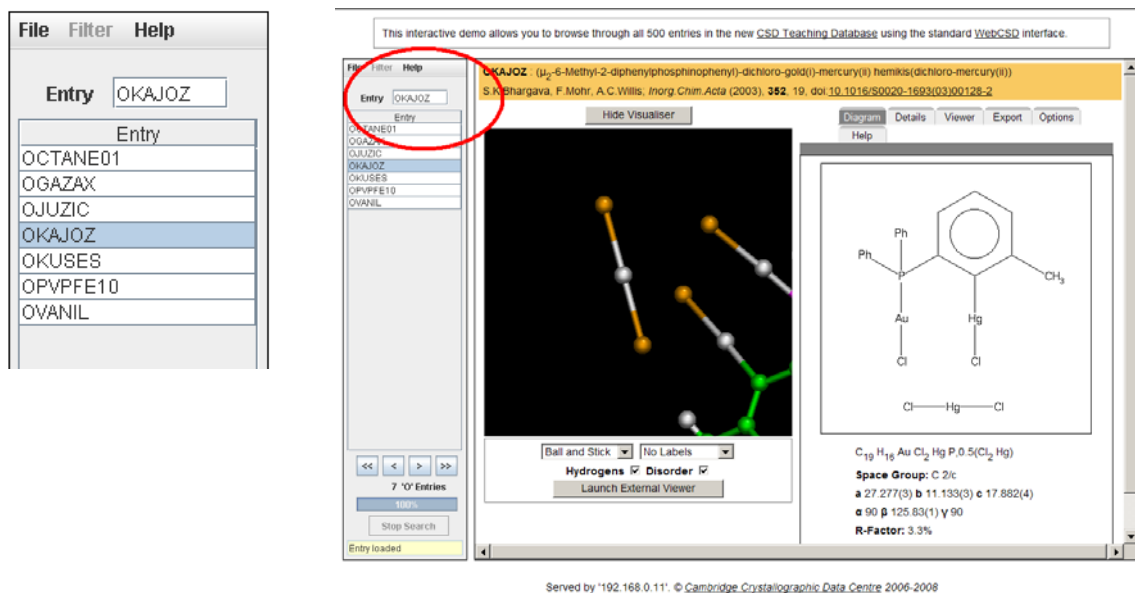 File Filter Help
Entry OKAJOZ
Entry
OCTANE01
OGAZAX
OJUZIC
OKAJOZ
OKUSES
OPVPFE10
OVANIL
This interactive demo allows you to browse through all 500 entries in the new CSD Teaching Database using the standard WebCSD interface.
File Filter Help
Entry OKAJOZ
Entry
OCTANE01
OGAZAX
OJUZIC
OKAJOZ
OKUSES
OPVPFE10
OVANIL
<< < > >>
7 'O' Entries
100%
Stop Search
Entry loaded
OKAJOZ : (μ2-6-Methyl-2-diphenylphosphinophenyl)-dichloro-gold(i)-mercury(ii) hemikis(dichloro-mercury(ii))
S.K.Bhargava, F.Mohr, A.C.Willis; Inorg.Chim.Acta (2003), 352, 19, doi:10.1016/S0020-1693(03)00128-2
Hide Visualiser
Ball and Stick No Labels
Hydrogens Disorder
Launch External Viewer
Diagram Details Viewer Export Options
Help
Ph
Ph
P
CH3
Au Hg
Cl Cl
Cl Hg Cl
C19 H16 Au Cl2 Hg P,0.5(Cl2 Hg)
Space Group: C 2/c
a 27.277(3) b 11.133(3) c 17.882(4)
α 90 β 125.83(1) γ 90
R-Factor: 3.3%
Served by '192.168.0.11'. © Cambridge Crystallographic Data Centre 2006-2008